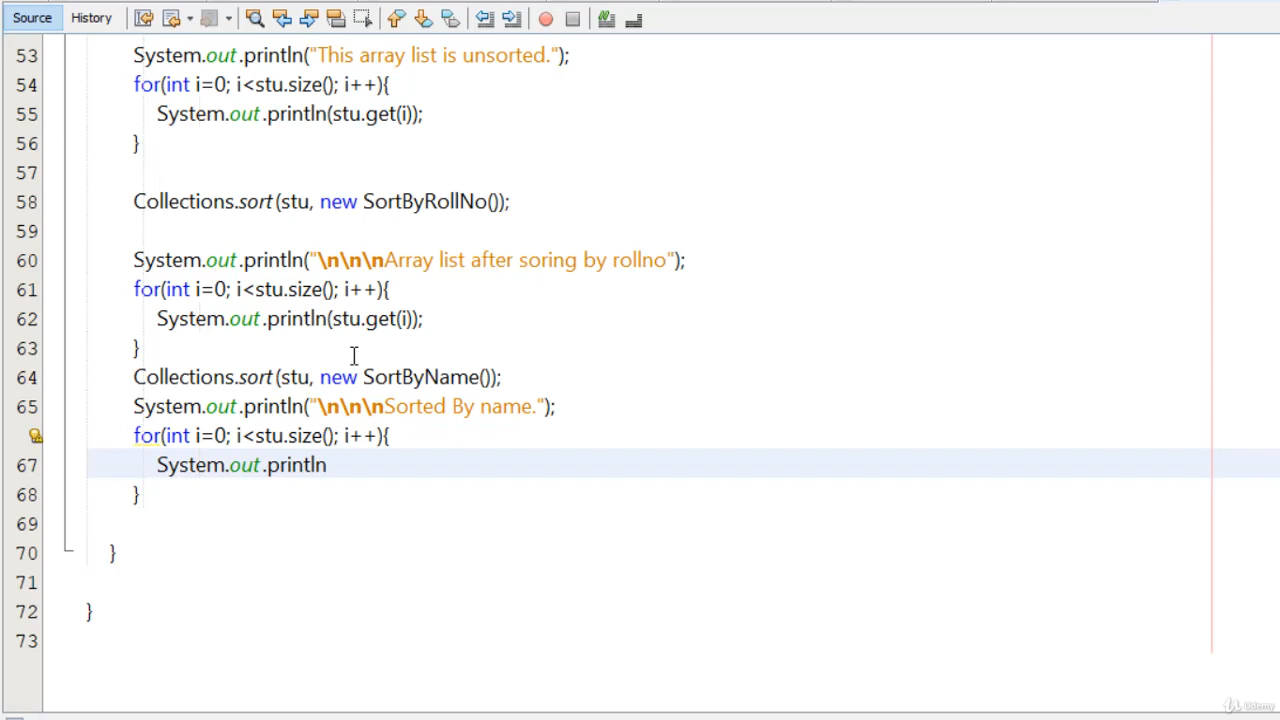 Source History
53 System.out.println("This array list is unsorted.");
54 for(int i=0; i<stu.size(); i++){
55 System.out.println(stu.get(i));
56 }
57
58 Collections.sort(stu, new SortByRollNo());
59
60 System.out.println("\n\n\nArray list after soring by rollno");
61 for(int i=0; i<stu.size(); i++){
62 System.out.println(stu.get(i));
63 }
64 Collections.sort(stu, new SortByName());
65 System.out.println("\n\n\nSorted By name.");
for(int i=0; i<stu.size(); i++){
67 System.out.println
68 }
69
70 }
71
72 }
73
Udemy